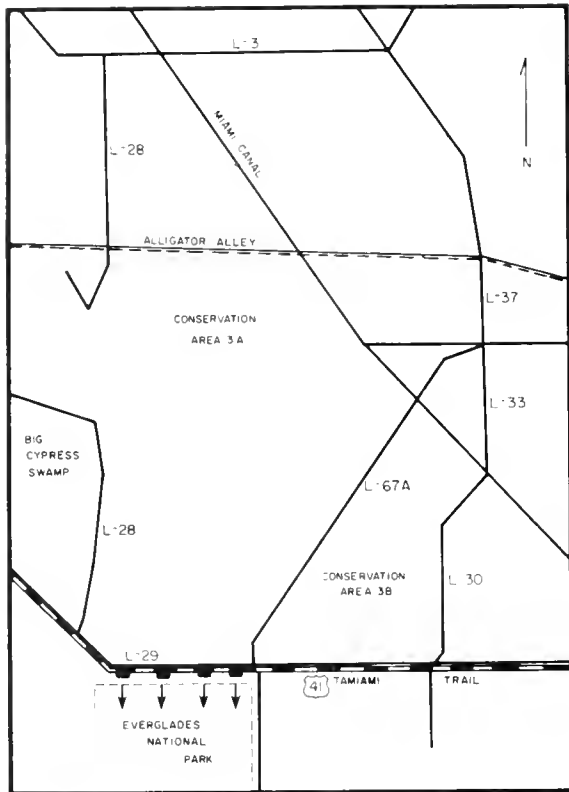 L-3
L-28
MIAMI CANAL
N
ALLIGATOR ALLEY
L-37
CONSERVATION
AREA 3A
L-33
BIG
CYPRESS
SWAMP
L-67A
L-28
CONSERVATION
AREA 3B
L-30
L-29
41 TAMIAMI TRAIL
EVERGLADES
NATIONAL
PARK